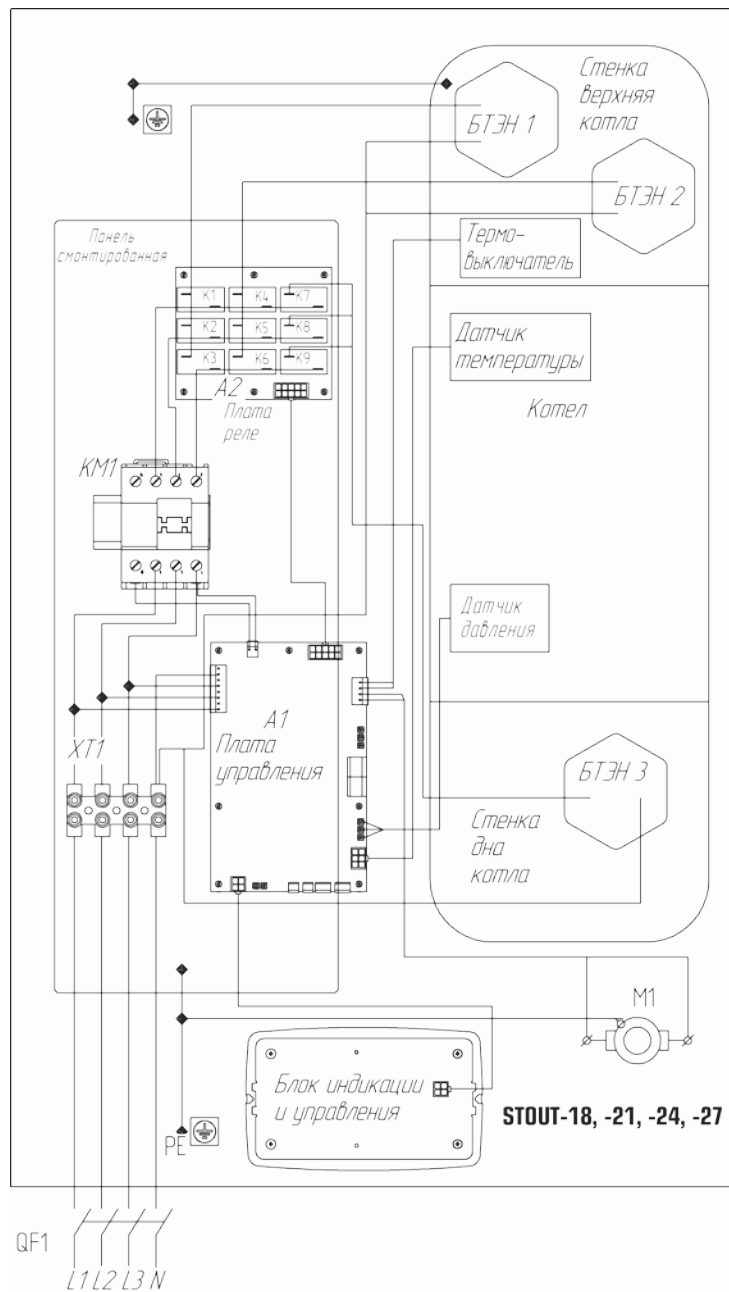 Стенка
верхняя
котла
БТЭН 1
БТЭН 2
Панель
смонтированная
Термо-
выключатель
K1 K4 K7
K2 K5 K8
K3 K6 K9
A2
Плата
реле
Датчик
температуры
Котел
КМ1
Датчик
давления
A1
Плата
управления
XT1
БТЭН 3
Стенка
дна
котла
M1
Блок индикации
и управления
STOUT-18, -21, -24, -27
PE
QF1
L1 L2 L3 N